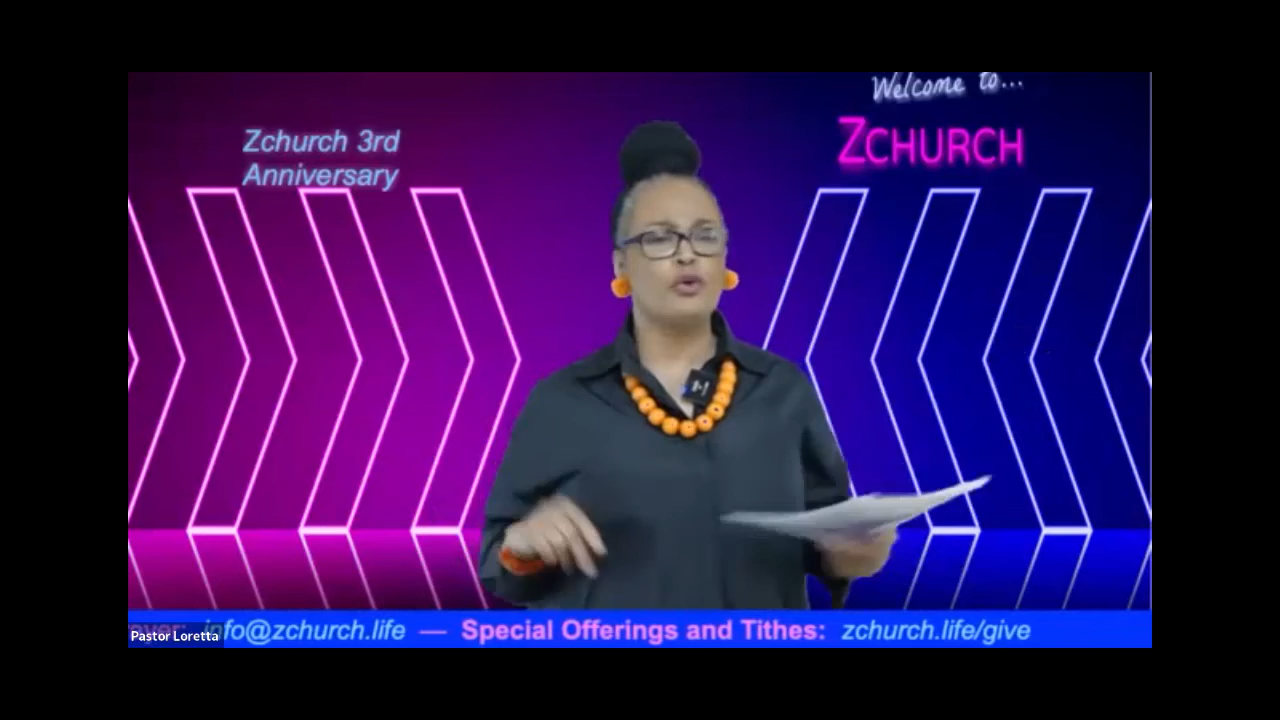 Welcome to...
ZCHURCH
Zchurch 3rd
Anniversary
Pastor Loretta
info@zchurch.life — Special Offerings and Tithes: zchurch.life/give